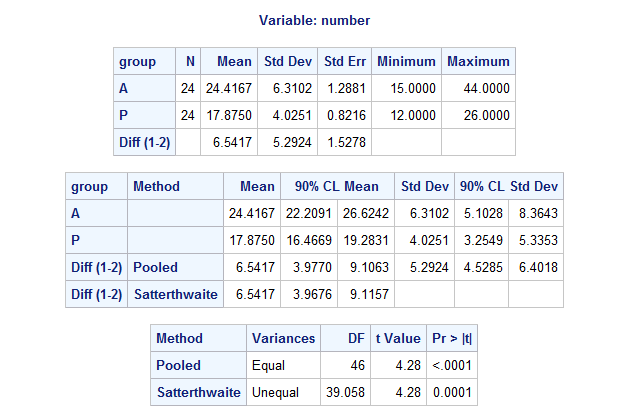 Variable: number
group N Mean Std Dev Std Err Minimum Maximum
A 24 24.4167 6.3102 1.2881 15.0000 44.0000
P 24 17.8750 4.0251 0.8216 12.0000 26.0000
Diff (1-2) 6.5417 5.2924 1.5278
group Method Mean 90% CL Mean Std Dev 90% CL Std Dev
A 24.4167 22.2091 26.6242 6.3102 5.1028 8.3643
P 17.8750 16.4669 19.2831 4.0251 3.2549 5.3353
Diff (1-2) Pooled 6.5417 3.9770 9.1063 5.2924 4.5285 6.4018
Diff (1-2) Satterthwaite 6.5417 3.9676 9.1157
Method Variances DF t Value Pr > |t|
Pooled Equal 46 4.28 <.0001
Satterthwaite Unequal 39.058 4.28 0.0001